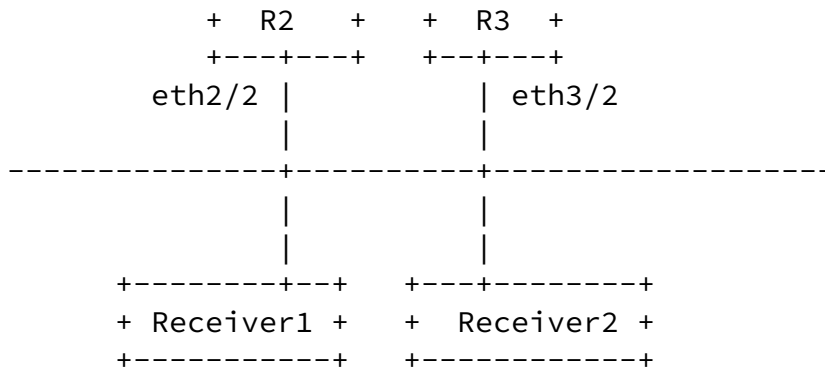 +  R2   +   +  R3  +
+---+---+   +--+---+
eth2/2 |            | eth3/2
|            |
---------------+----------+------------------
|            |
|            |
+--------+--+   +---+--------+
+ Receiver1 +   +  Receiver2 +
+-----------+   +------------+